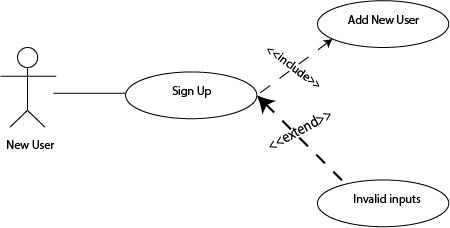 Add New User
<<include>>
Sign Up
<<extend>>
New User
Invalid inputs